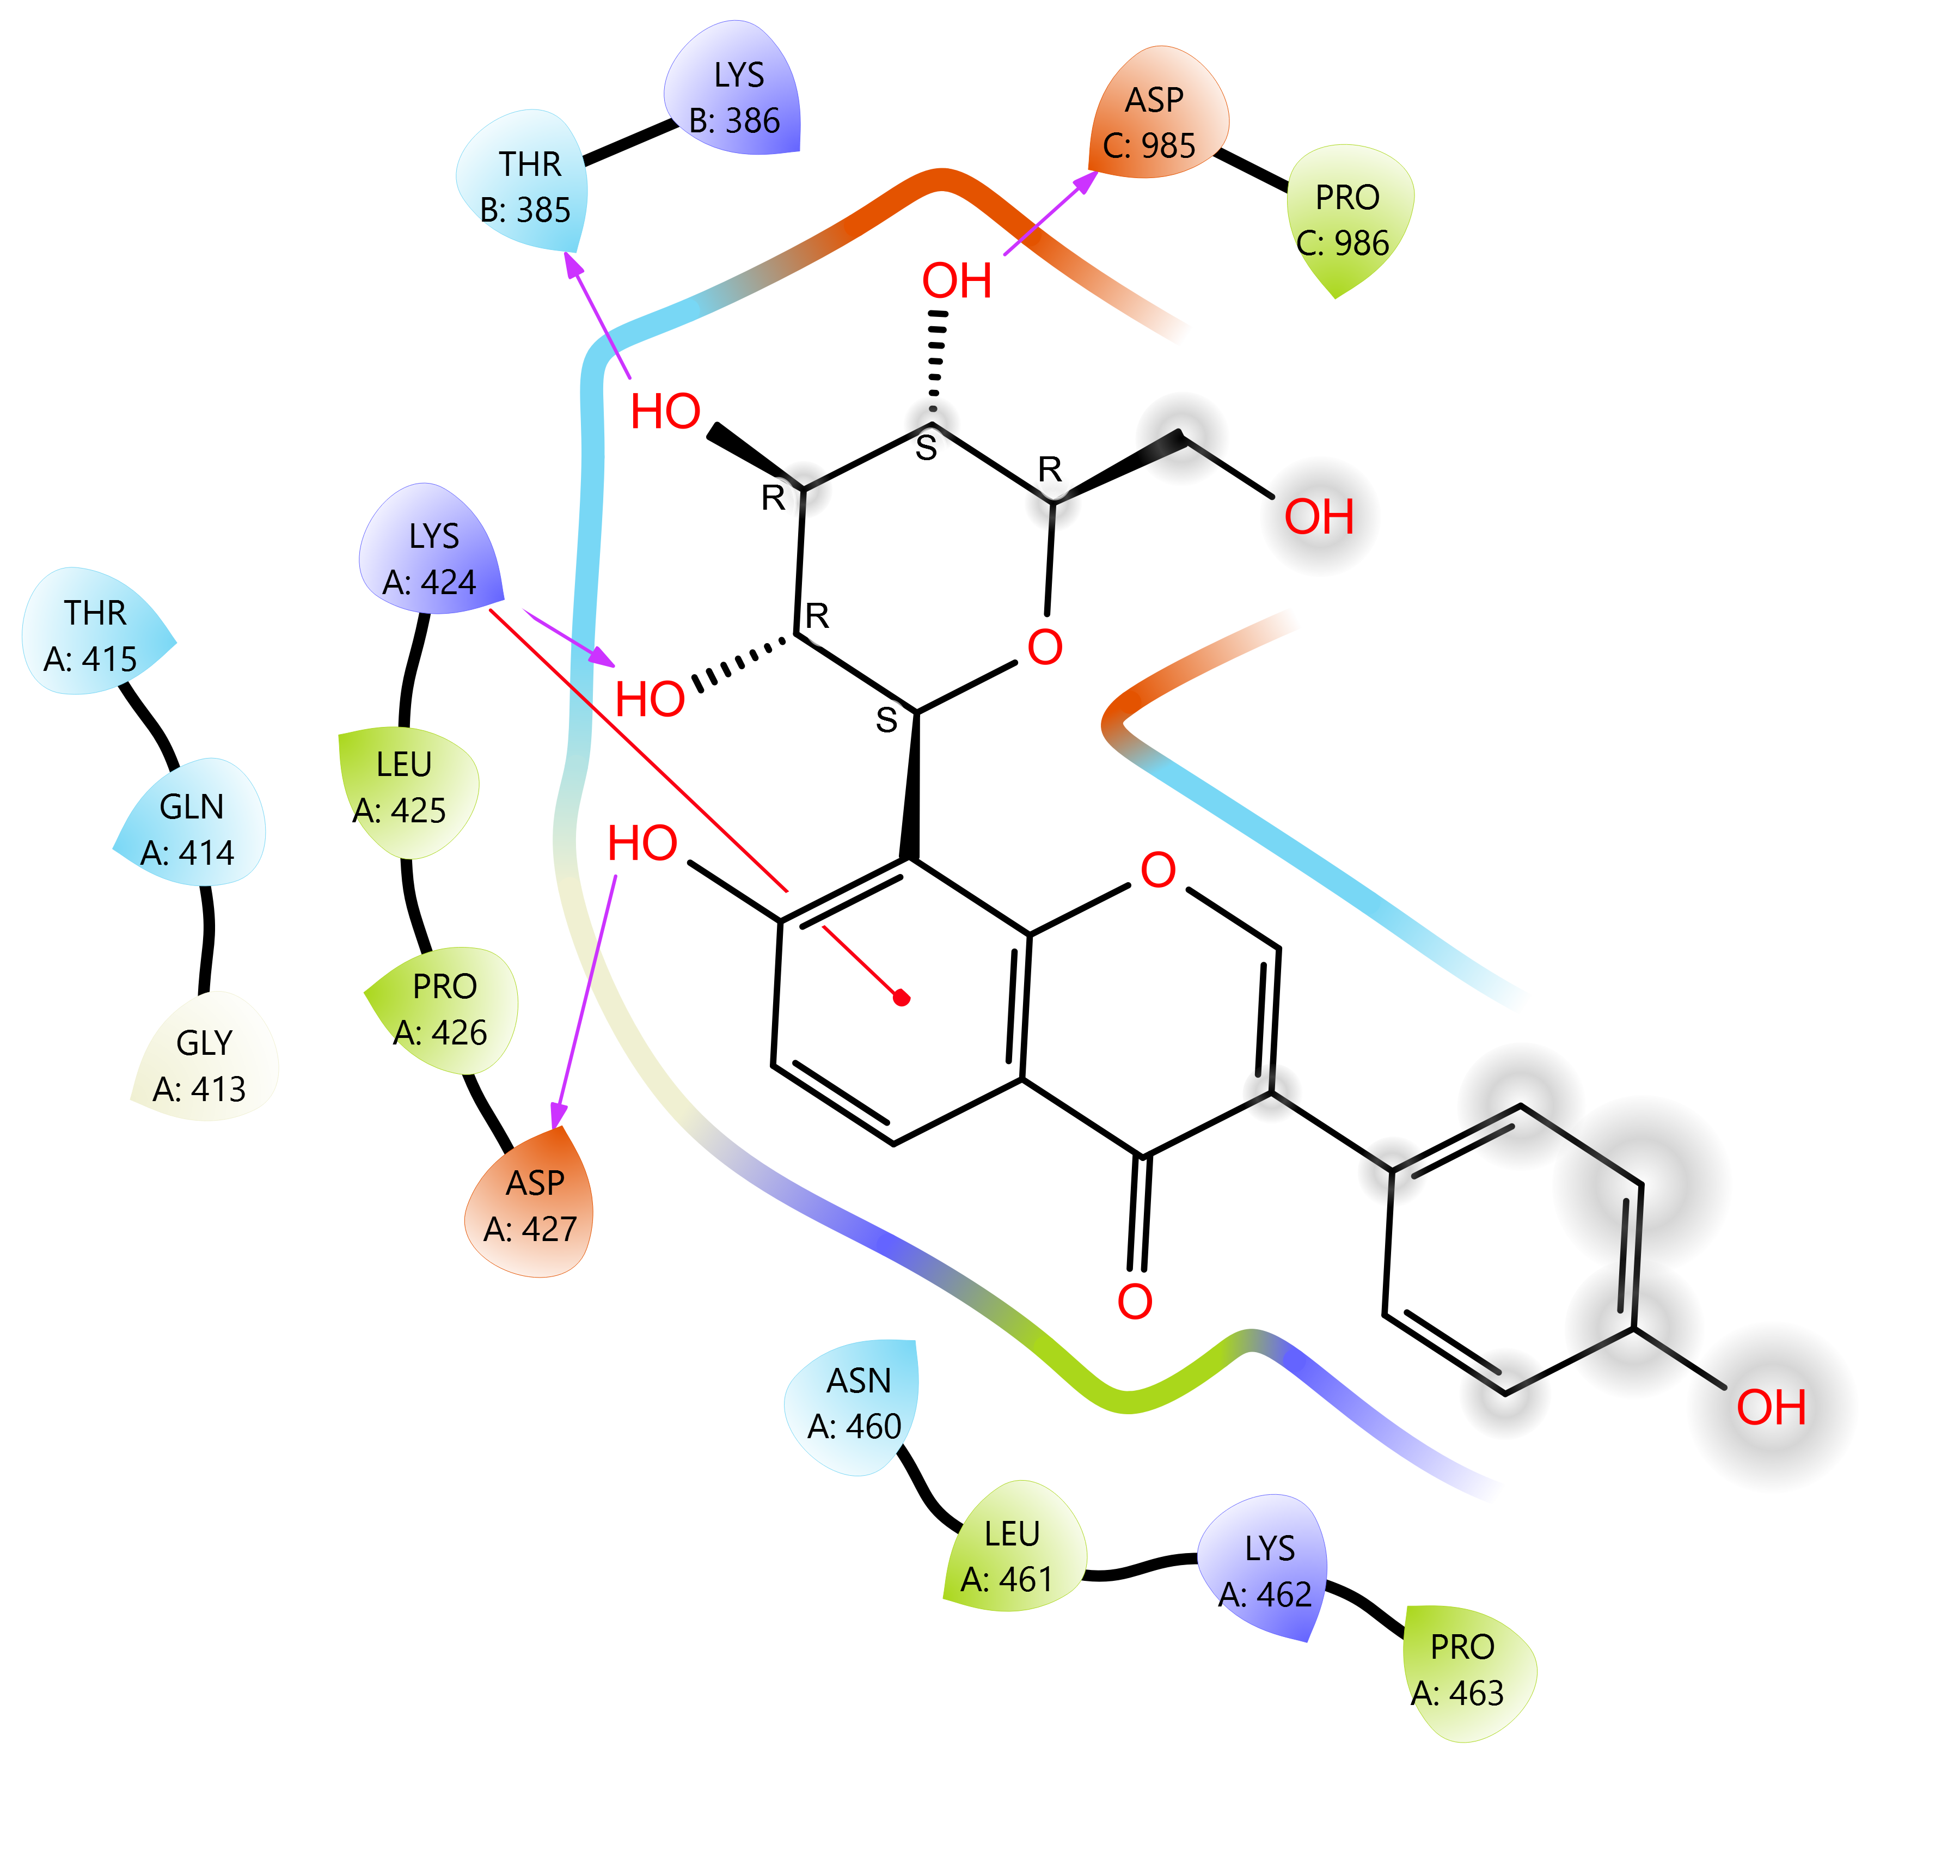 LYS
B: 386
ASP
C: 985
THR
B: 385
PRO
C: 986
OH
HO
S
R
R
OH
LYS
A: 424
THR
A: 415
R
O
HO
S
LEU
A: 425
GLN
A: 414
HO
O
PRO
A: 426
GLY
A: 413
ASP
A: 427
O
ASN
A: 460
OH
LEU
A: 461
LYS
A: 462
PRO
A: 463